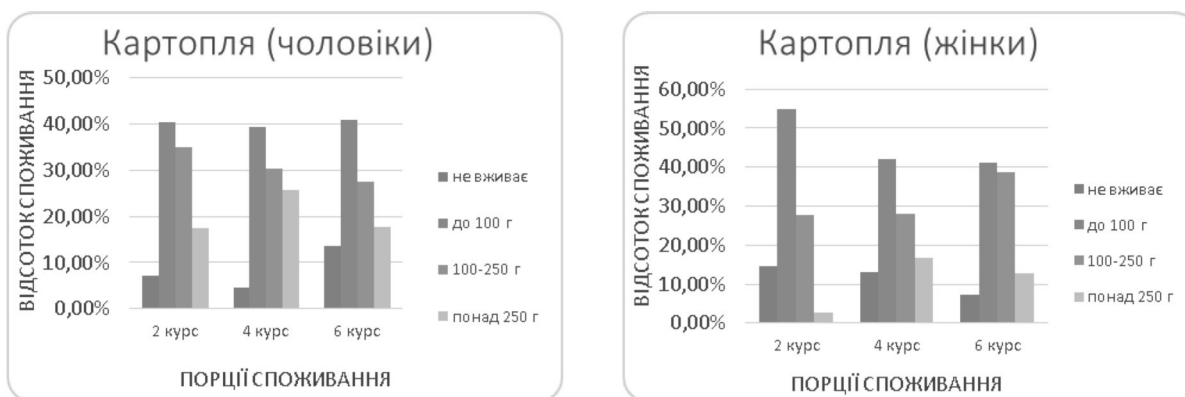 Картопля (чоловіки)
ВІДСОТОК СПОЖИВАННЯ
50,00%
40,00%
30,00%
20,00%
10,00%
0,00%
2 курс
4 курс
6 курс
ПОРЦІЇ СПОЖИВАННЯ
не вживає
до 100 г
100-250 г
понад 250 г
Картопля (жінки)
ВІДСОТОК СПОЖИВАННЯ
60,00%
50,00%
40,00%
30,00%
20,00%
10,00%
0,00%
2 курс
4 курс
6 курс
ПОРЦІЇ СПОЖИВАННЯ
не вживає
до 100 г
100-250 г
понад 250 г